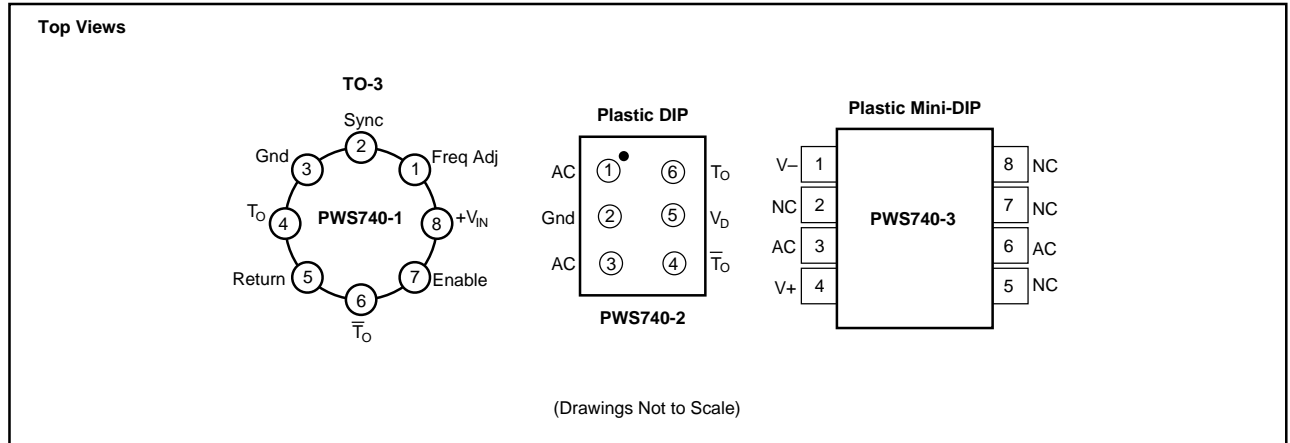 Top Views
TO-3
Sync
2
Gnd
3
1
Freq Adj
T_O
4
PWS740-1
8
+V_IN
Return
5
7
Enable
6
T̅_O
Plastic DIP
AC
1
6
T_O
Gnd
2
5
V_D
AC
3
4
T̅_O
PWS740-2
Plastic Mini-DIP
V–
1
8
NC
NC
2
PWS740-3
7
NC
AC
3
6
AC
V+
4
5
NC
(Drawings Not to Scale)